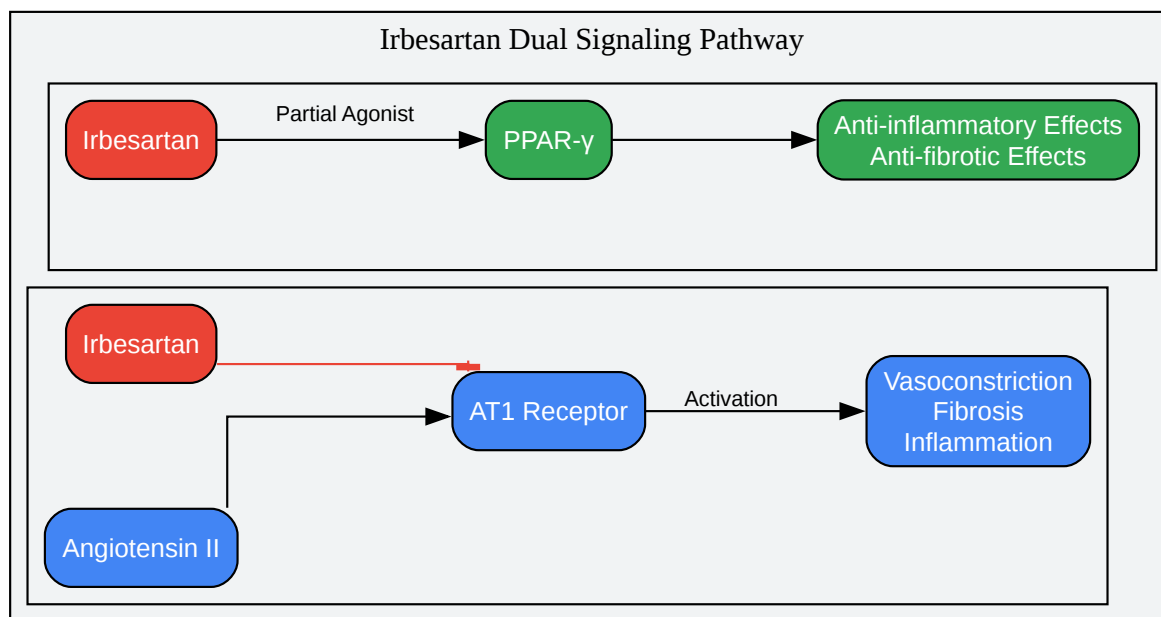 Irbesartan Dual Signaling Pathway
Irbesartan
Partial Agonist
PPAR-γ
Anti-inflammatory Effects
Anti-fibrotic Effects
Irbesartan
AT1 Receptor
Activation
Vasoconstriction
Fibrosis
Inflammation
Angiotensin II